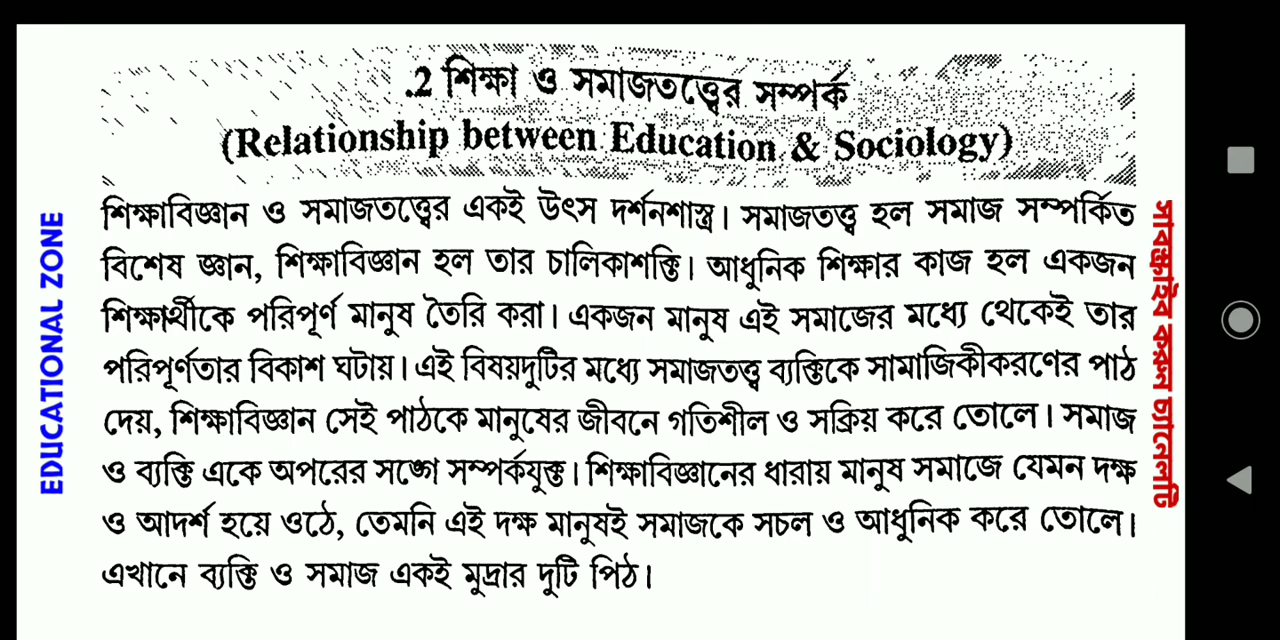 .2 শিক্ষা ও সমাজতত্ত্বের সম্পর্ক
(Relationship between Education & Sociology)
শিক্ষাবিজ্ঞান ও সমাজতত্ত্বের একই উৎস দর্শনশাস্ত্র। সমাজতত্ত্ব হল সমাজ সম্পর্কিত
বিশেষ জ্ঞান, শিক্ষাবিজ্ঞান হল তার চালিকাশক্তি। আধুনিক শিক্ষার কাজ হল একজন
শিক্ষার্থীকে পরিপূর্ণ মানুষ তৈরি করা। একজন মানুষ এই সমাজের মধ্যে থেকেই তার
পরিপূর্ণতার বিকাশ ঘটায়। এই বিষয়দুটির মধ্যে সমাজতত্ত্ব ব্যক্তিকে সামাজিকীকরণের পাঠ
দেয়, শিক্ষাবিজ্ঞান সেই পাঠকে মানুষের জীবনে গতিশীল ও সক্রিয় করে তোলে। সমাজ
ও ব্যক্তি একে অপরের সঙ্গে সম্পর্কযুক্ত। শিক্ষাবিজ্ঞানের ধারায় মানুষ সমাজে যেমন দক্ষ
ও আদর্শ হয়ে ওঠে, তেমনি এই দক্ষ মানুষই সমাজকে সচল ও আধুনিক করে তোলে।
এখানে ব্যক্তি ও সমাজ একই মুদ্রার দুটি পিঠ।
EDUCATIONAL ZONE
সাবস্ক্রাইব করুন চ্যানেলটি